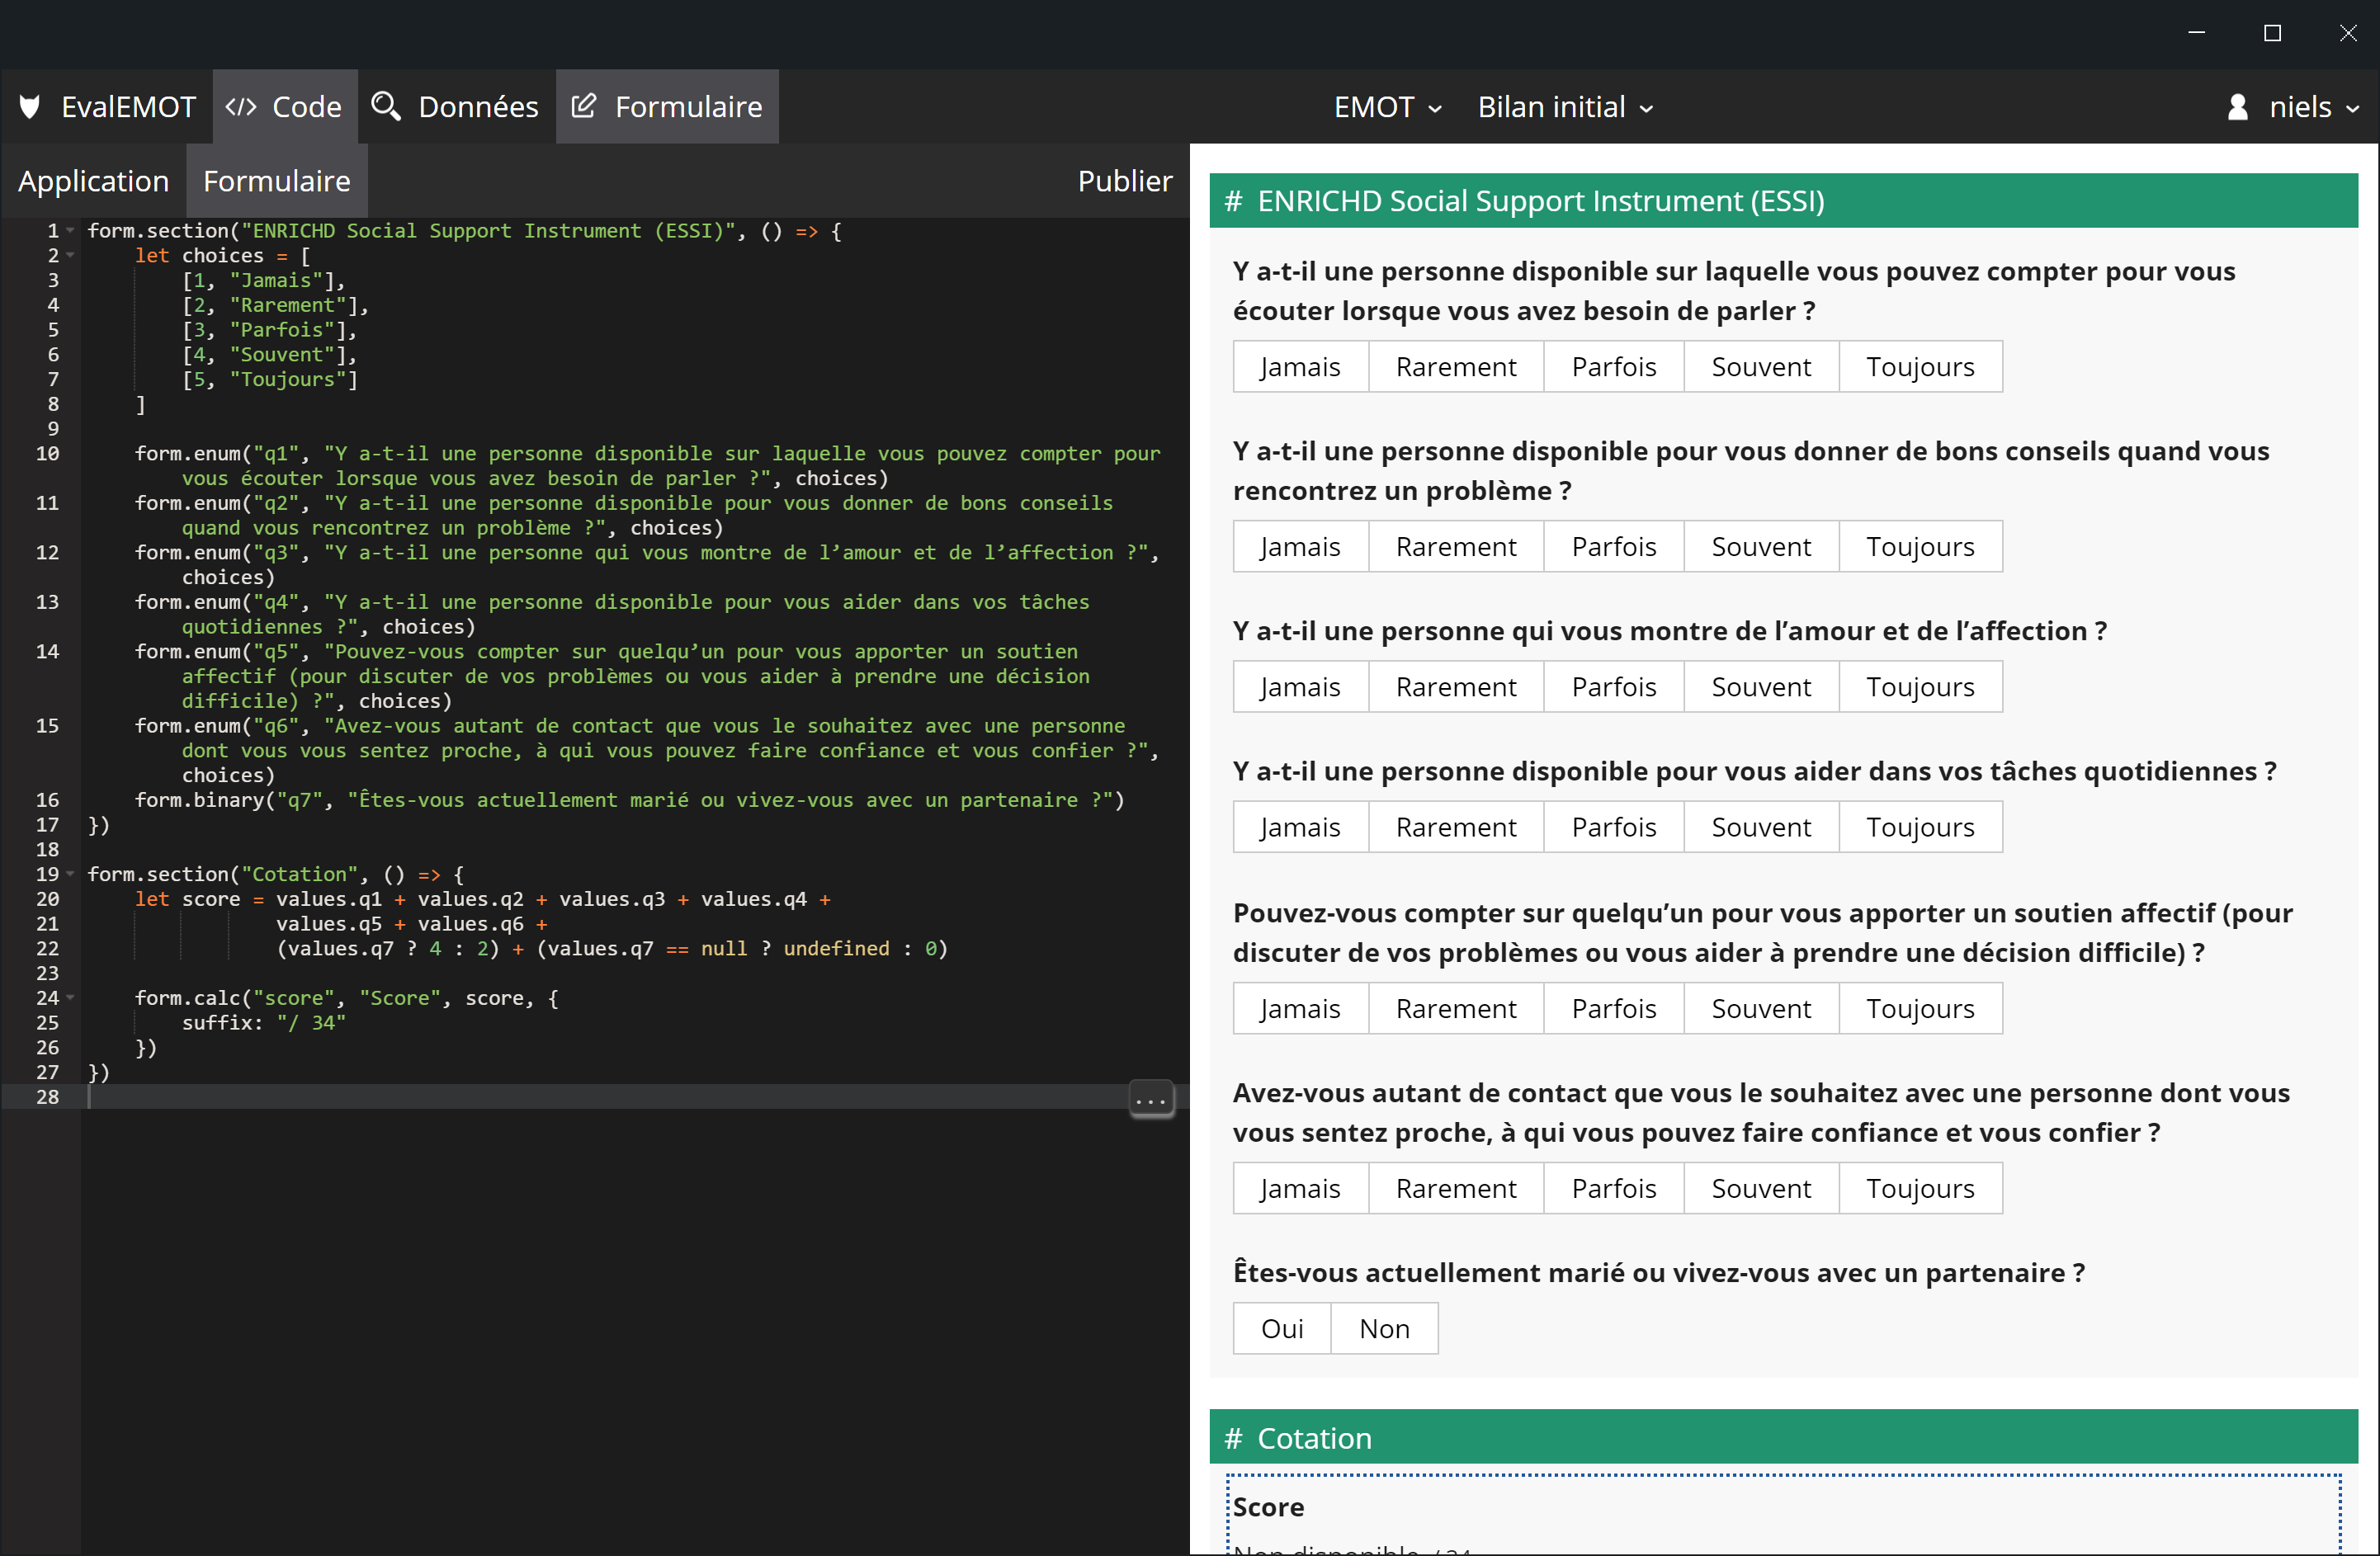 EvalEMOT </> Code Données Formulaire EMOT Bilan initial niels
Application Formulaire Publier
1 form.section("ENRICHD Social Support Instrument (ESSI)", () => {
2 let choices = [
3 [1, "Jamais"],
4 [2, "Rarement"],
5 [3, "Parfois"],
6 [4, "Souvent"],
7 [5, "Toujours"]
8 ]
9
10 form.enum("q1", "Y a-t-il une personne disponible sur laquelle vous pouvez compter pour
vous écouter lorsque vous avez besoin de parler ?", choices)
11 form.enum("q2", "Y a-t-il une personne disponible pour vous donner de bons conseils
quand vous rencontrez un problème ?", choices)
12 form.enum("q3", "Y a-t-il une personne qui vous montre de l’amour et de l’affection ?",
choices)
13 form.enum("q4", "Y a-t-il une personne disponible pour vous aider dans vos tâches
quotidiennes ?", choices)
14 form.enum("q5", "Pouvez-vous compter sur quelqu’un pour vous apporter un soutien
affectif (pour discuter de vos problèmes ou vous aider à prendre une décision
difficile) ?", choices)
15 form.enum("q6", "Avez-vous autant de contact que vous le souhaitez avec une personne
dont vous vous sentez proche, à qui vous pouvez faire confiance et vous confier ?",
choices)
16 form.binary("q7", "Êtes-vous actuellement marié ou vivez-vous avec un partenaire ?")
17 })
18
19 form.section("Cotation", () => {
20 let score = values.q1 + values.q2 + values.q3 + values.q4 +
21 values.q5 + values.q6 +
22 (values.q7 ? 4 : 2) + (values.q7 == null ? undefined : 0)
23
24 form.calc("score", "Score", score, {
25 suffix: "/ 34"
26 })
27 })
28
...
# ENRICHD Social Support Instrument (ESSI)
Y a-t-il une personne disponible sur laquelle vous pouvez compter pour vous
écouter lorsque vous avez besoin de parler ?
Jamais Rarement Parfois Souvent Toujours
Y a-t-il une personne disponible pour vous donner de bons conseils quand vous
rencontrez un problème ?
Jamais Rarement Parfois Souvent Toujours
Y a-t-il une personne qui vous montre de l’amour et de l’affection ?
Jamais Rarement Parfois Souvent Toujours
Y a-t-il une personne disponible pour vous aider dans vos tâches quotidiennes ?
Jamais Rarement Parfois Souvent Toujours
Pouvez-vous compter sur quelqu’un pour vous apporter un soutien affectif (pour
discuter de vos problèmes ou vous aider à prendre une décision difficile) ?
Jamais Rarement Parfois Souvent Toujours
Avez-vous autant de contact que vous le souhaitez avec une personne dont vous
vous sentez proche, à qui vous pouvez faire confiance et vous confier ?
Jamais Rarement Parfois Souvent Toujours
Êtes-vous actuellement marié ou vivez-vous avec un partenaire ?
Oui Non
# Cotation
Score
Non disponible / 34